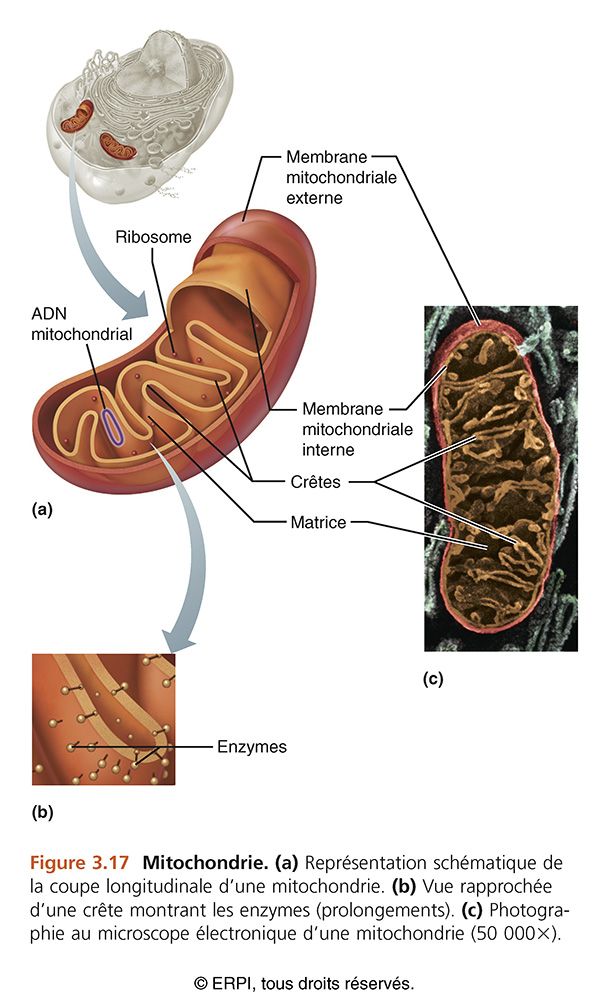 Membrane
mitochondriale
externe
Ribosome
ADN
mitochondrial
Membrane
mitochondriale
interne
Crêtes
Matrice
(a)
(c)
Enzymes
(b)
Figure 3.17 Mitochondrie. (a) Représentation schématique de
la coupe longitudinale d’une mitochondrie. (b) Vue rapprochée
d’une crête montrant les enzymes (prolongements). (c) Photogra-
phie au microscope électronique d’une mitochondrie (50 000×).
© ERPI, tous droits réservés.